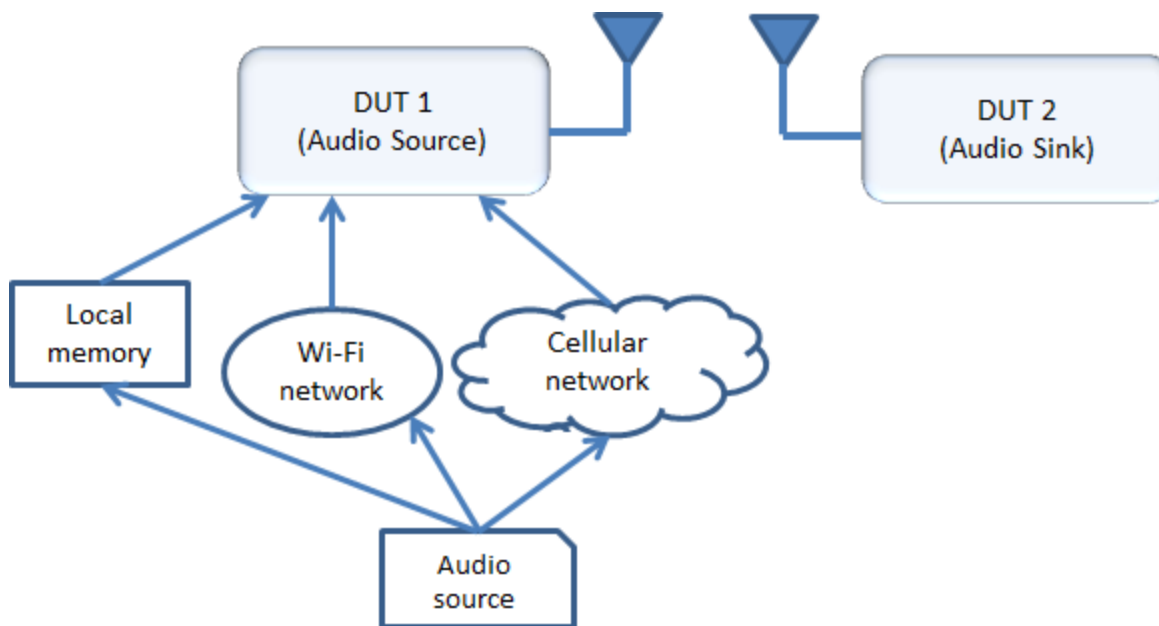 DUT 1
(Audio Source)
DUT 2
(Audio Sink)
Local
memory
Wi-Fi
network
Cellular
network
Audio
source